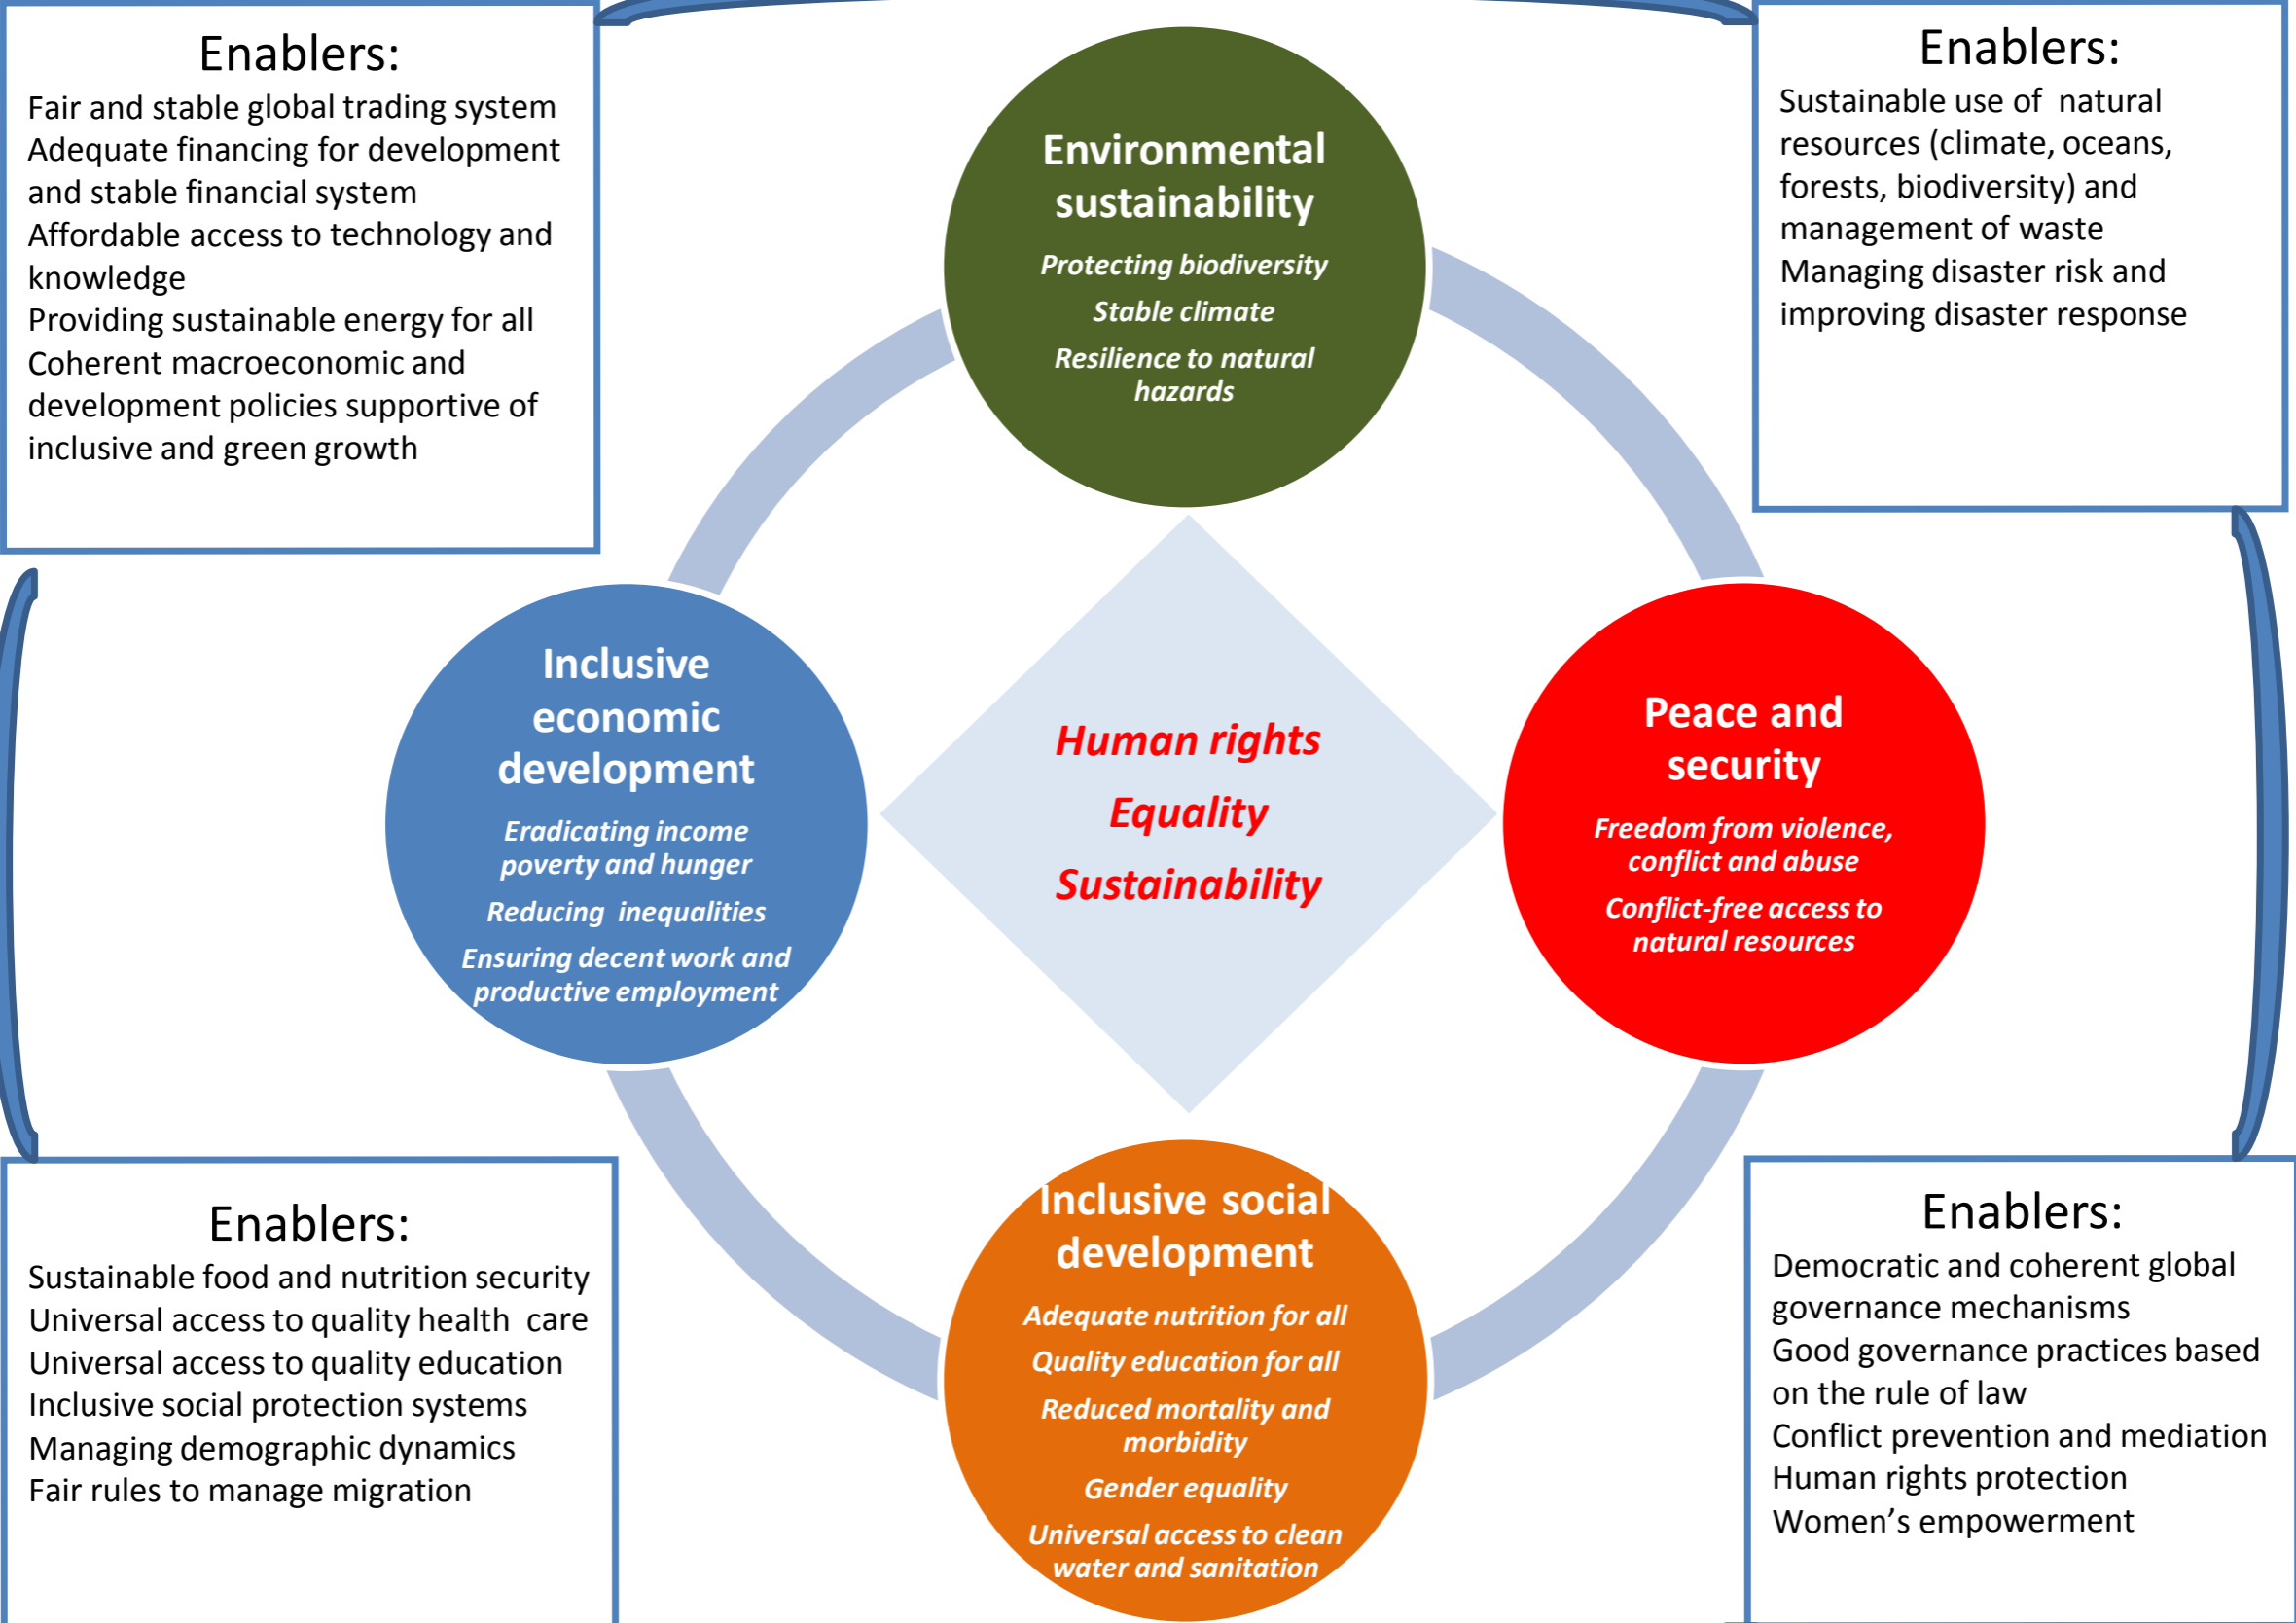 Enablers:
Fair and stable global trading system
Adequate financing for development
and stable financial system
Affordable access to technology and
knowledge
Providing sustainable energy for all
Coherent macroeconomic and
development policies supportive of
inclusive and green growth
Environmental
sustainability
Protecting biodiversity
Stable climate
Resilience to natural
hazards
Enablers:
Sustainable use of natural
resources (climate, oceans,
forests, biodiversity) and
management of waste
Managing disaster risk and
improving disaster response
Inclusive
economic
development
Eradicating income
poverty and hunger
Reducing inequalities
Ensuring decent work and
productive employment
Human rights
Equality
Sustainability
Peace and
security
Freedom from violence,
conflict and abuse
Conflict-free access to
natural resources
Enablers:
Sustainable food and nutrition security
Universal access to quality health care
Universal access to quality education
Inclusive social protection systems
Managing demographic dynamics
Fair rules to manage migration
Inclusive social
development
Adequate nutrition for all
Quality education for all
Reduced mortality and
morbidity
Gender equality
Universal access to clean
water and sanitation
Enablers:
Democratic and coherent global
governance mechanisms
Good governance practices based
on the rule of law
Conflict prevention and mediation
Human rights protection
Women’s empowerment